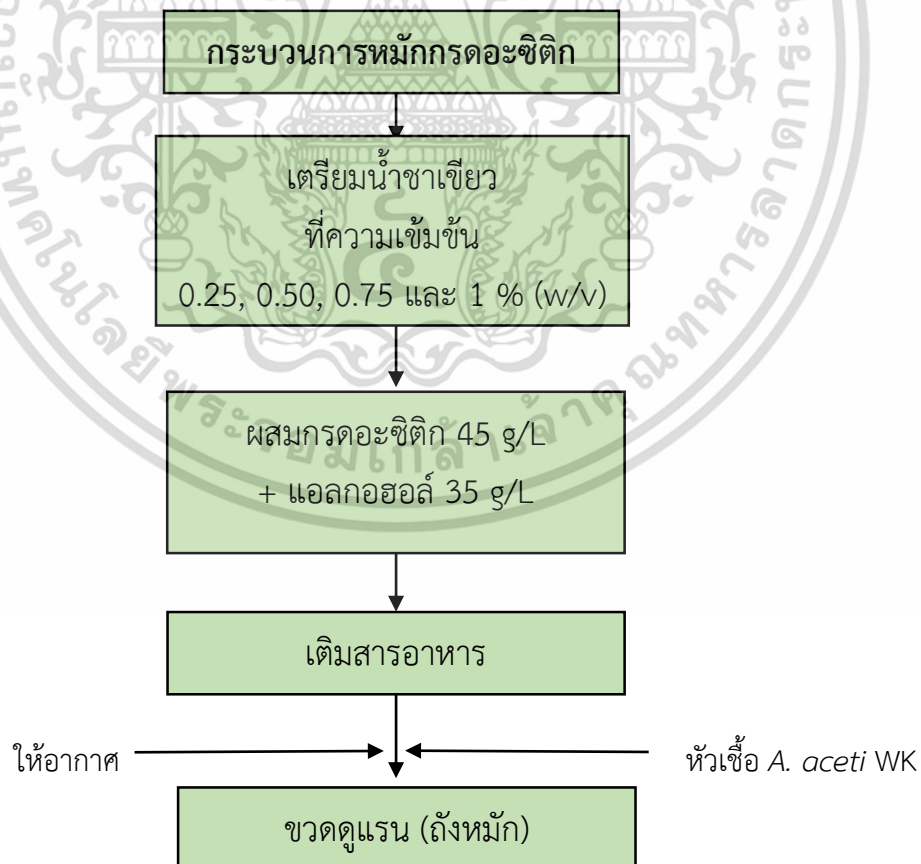 กระบวนการหมักกรดอะซิติก
เตรียมน้ำชาเขียว
ที่ความเข้มข้น
0.25, 0.50, 0.75 และ 1 % (w/v)
ผสมกรดอะซิติก 45 g/L
+ แอลกอฮอล์ 35 g/L
เติมสารอาหาร
ให้อากาศ
หัวเชื้อ A. aceti WK
ขวดดูแรน (ถังหมัก)